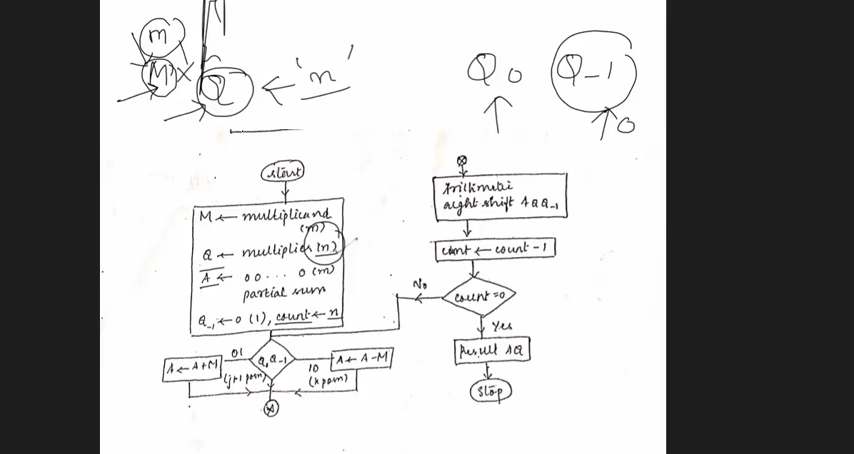 m
M × Q ← 'n'
Q0 Q-1
0
start
M ← multiplicand
(m)
Q ← multiplier (n)
A ← 00... 0 (m)
partial sum
Q-1 ← 0 (1), count ← n
A ← A+M
01
Q, Q-1
10
A ← A-M
Arithmetic
right shift AQQ-1
count ← count -1
No
count =0
Yes
Result AQ
Stop